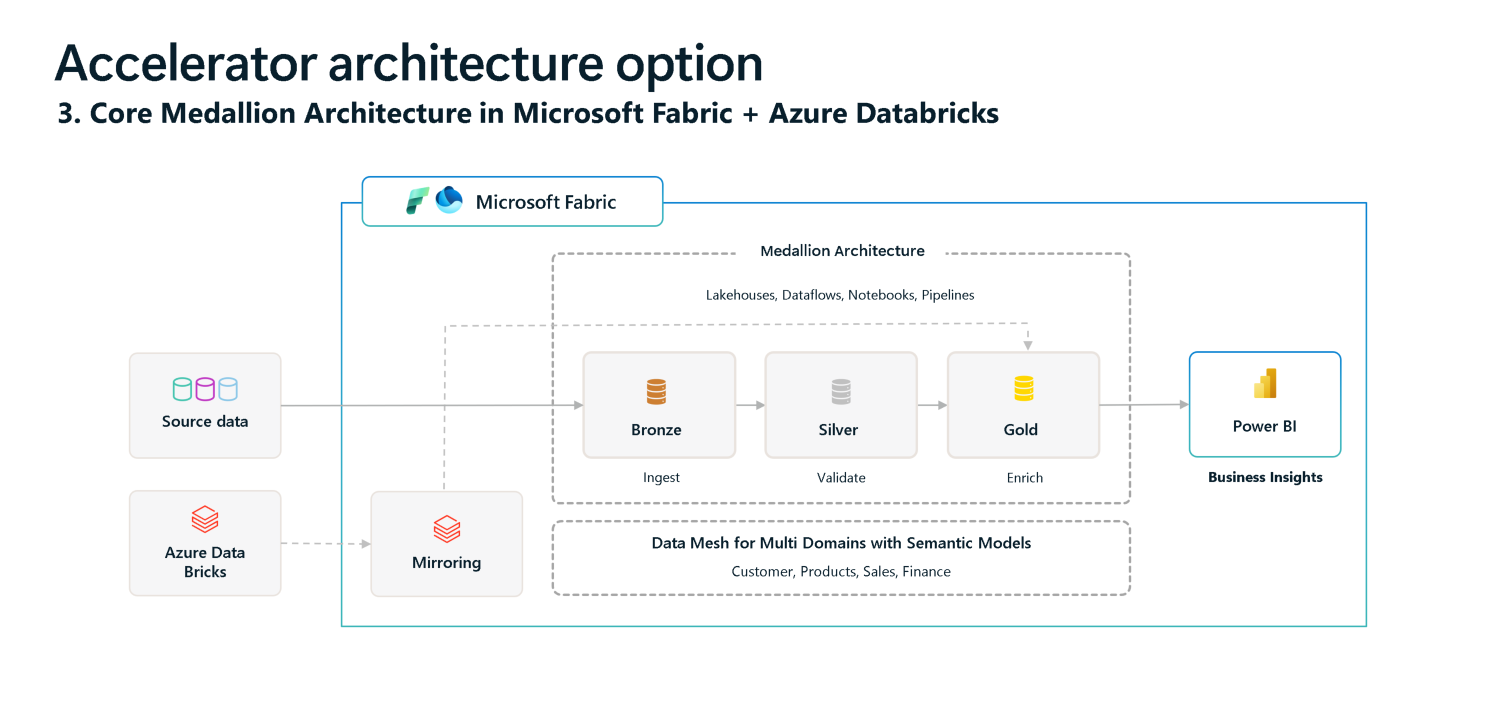 Accelerator architecture option
3. Core Medallion Architecture in Microsoft Fabric + Azure Databricks
Microsoft Fabric
Medallion Architecture
Lakehouses, Dataflows, Notebooks, Pipelines
Source data
Bronze
Silver
Gold
Power BI
Ingest
Validate
Enrich
Business Insights
Azure Data
Bricks
Mirroring
Data Mesh for Multi Domains with Semantic Models
Customer, Products, Sales, Finance